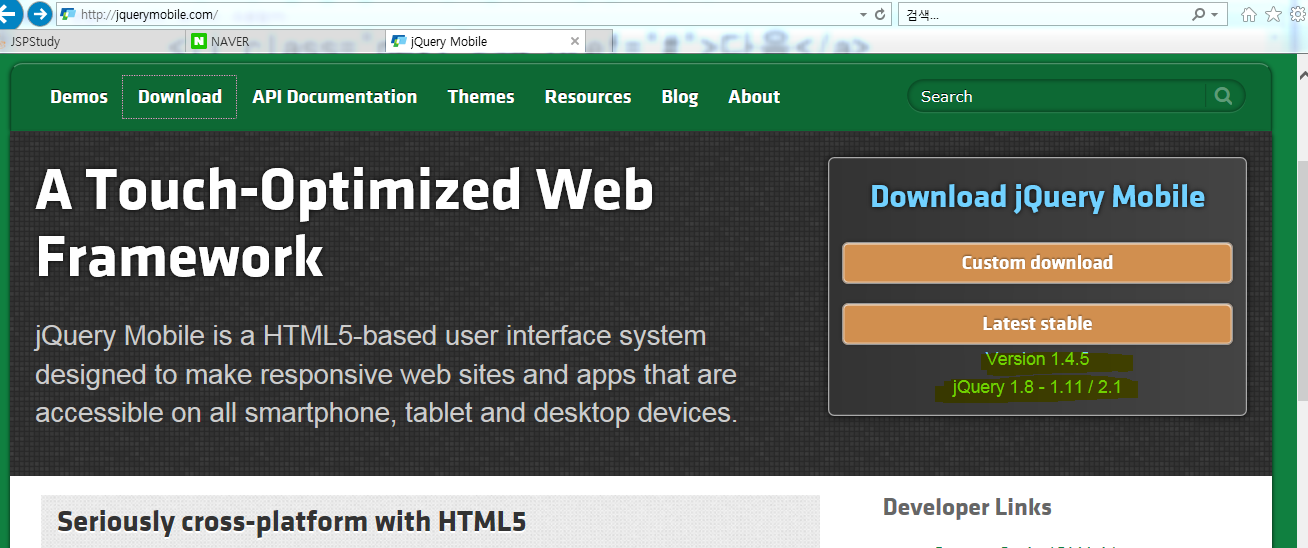 http://jquerymobile.com/
검색...
JSPStudy
NAVER
jQuery Mobile
다음</a>
Demos Download API Documentation Themes Resources Blog About
Search
A Touch-Optimized Web
Framework
jQuery Mobile is a HTML5-based user interface system
designed to make responsive web sites and apps that are
accessible on all smartphone, tablet and desktop devices.
Download jQuery Mobile
Custom download
Latest stable
Version 1.4.5
jQuery 1.8 - 1.11 / 2.1
Seriously cross-platform with HTML5
Developer Links